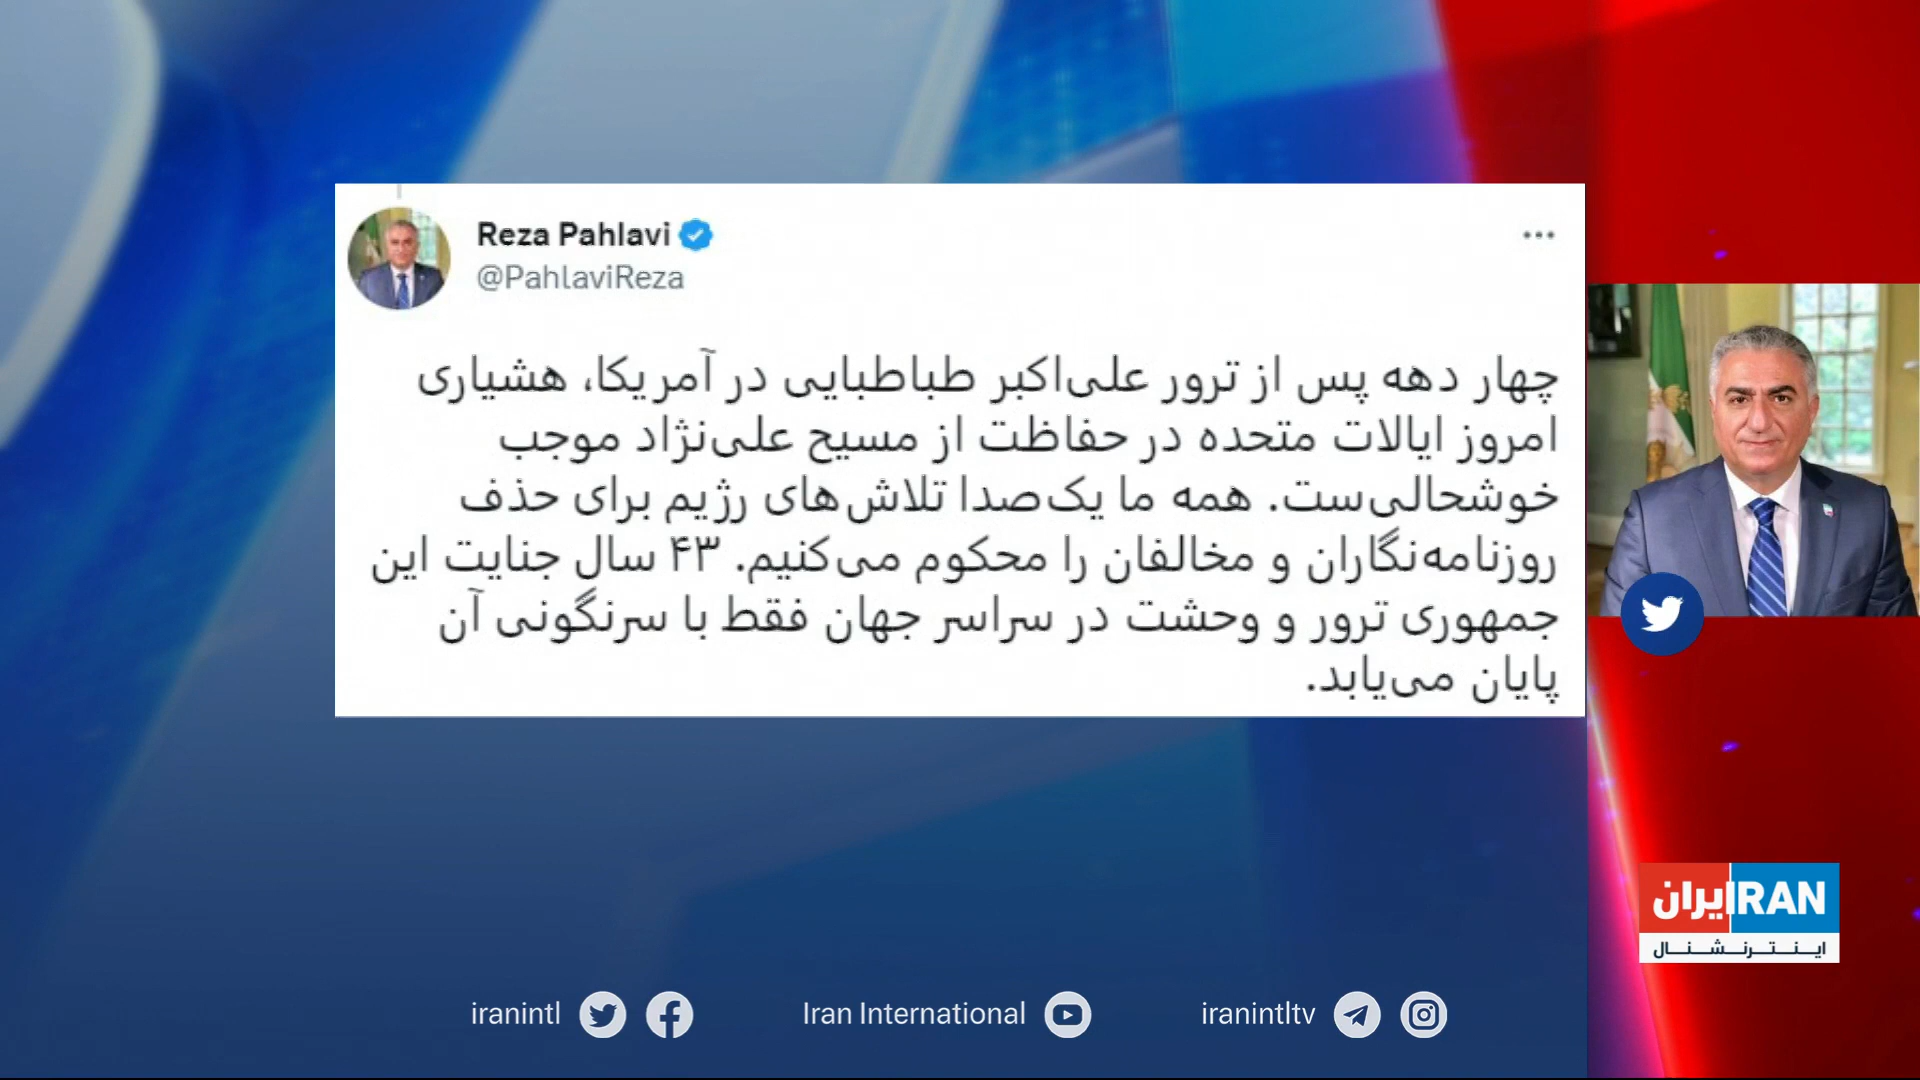 Reza Pahlavi
@PahlaviReza
چهار دهه پس از ترور علی‌اکبر طباطبایی در آمریکا، هشیاری
امروز ایالات متحده در حفاظت از مسیح علی‌نژاد موجب
خوشحالی‌ست. همه ما یک‌صدا تلاش‌های رژیم برای حذف
روزنامه‌نگاران و مخالفان را محکوم می‌کنیم. ۴۳ سال جنایت این
جمهوری ترور و وحشت در سراسر جهان فقط با سرنگونی آن
پایان می‌یابد.
ایران IRAN
اینترنشنال
iranintl
Iran International
iranintltv